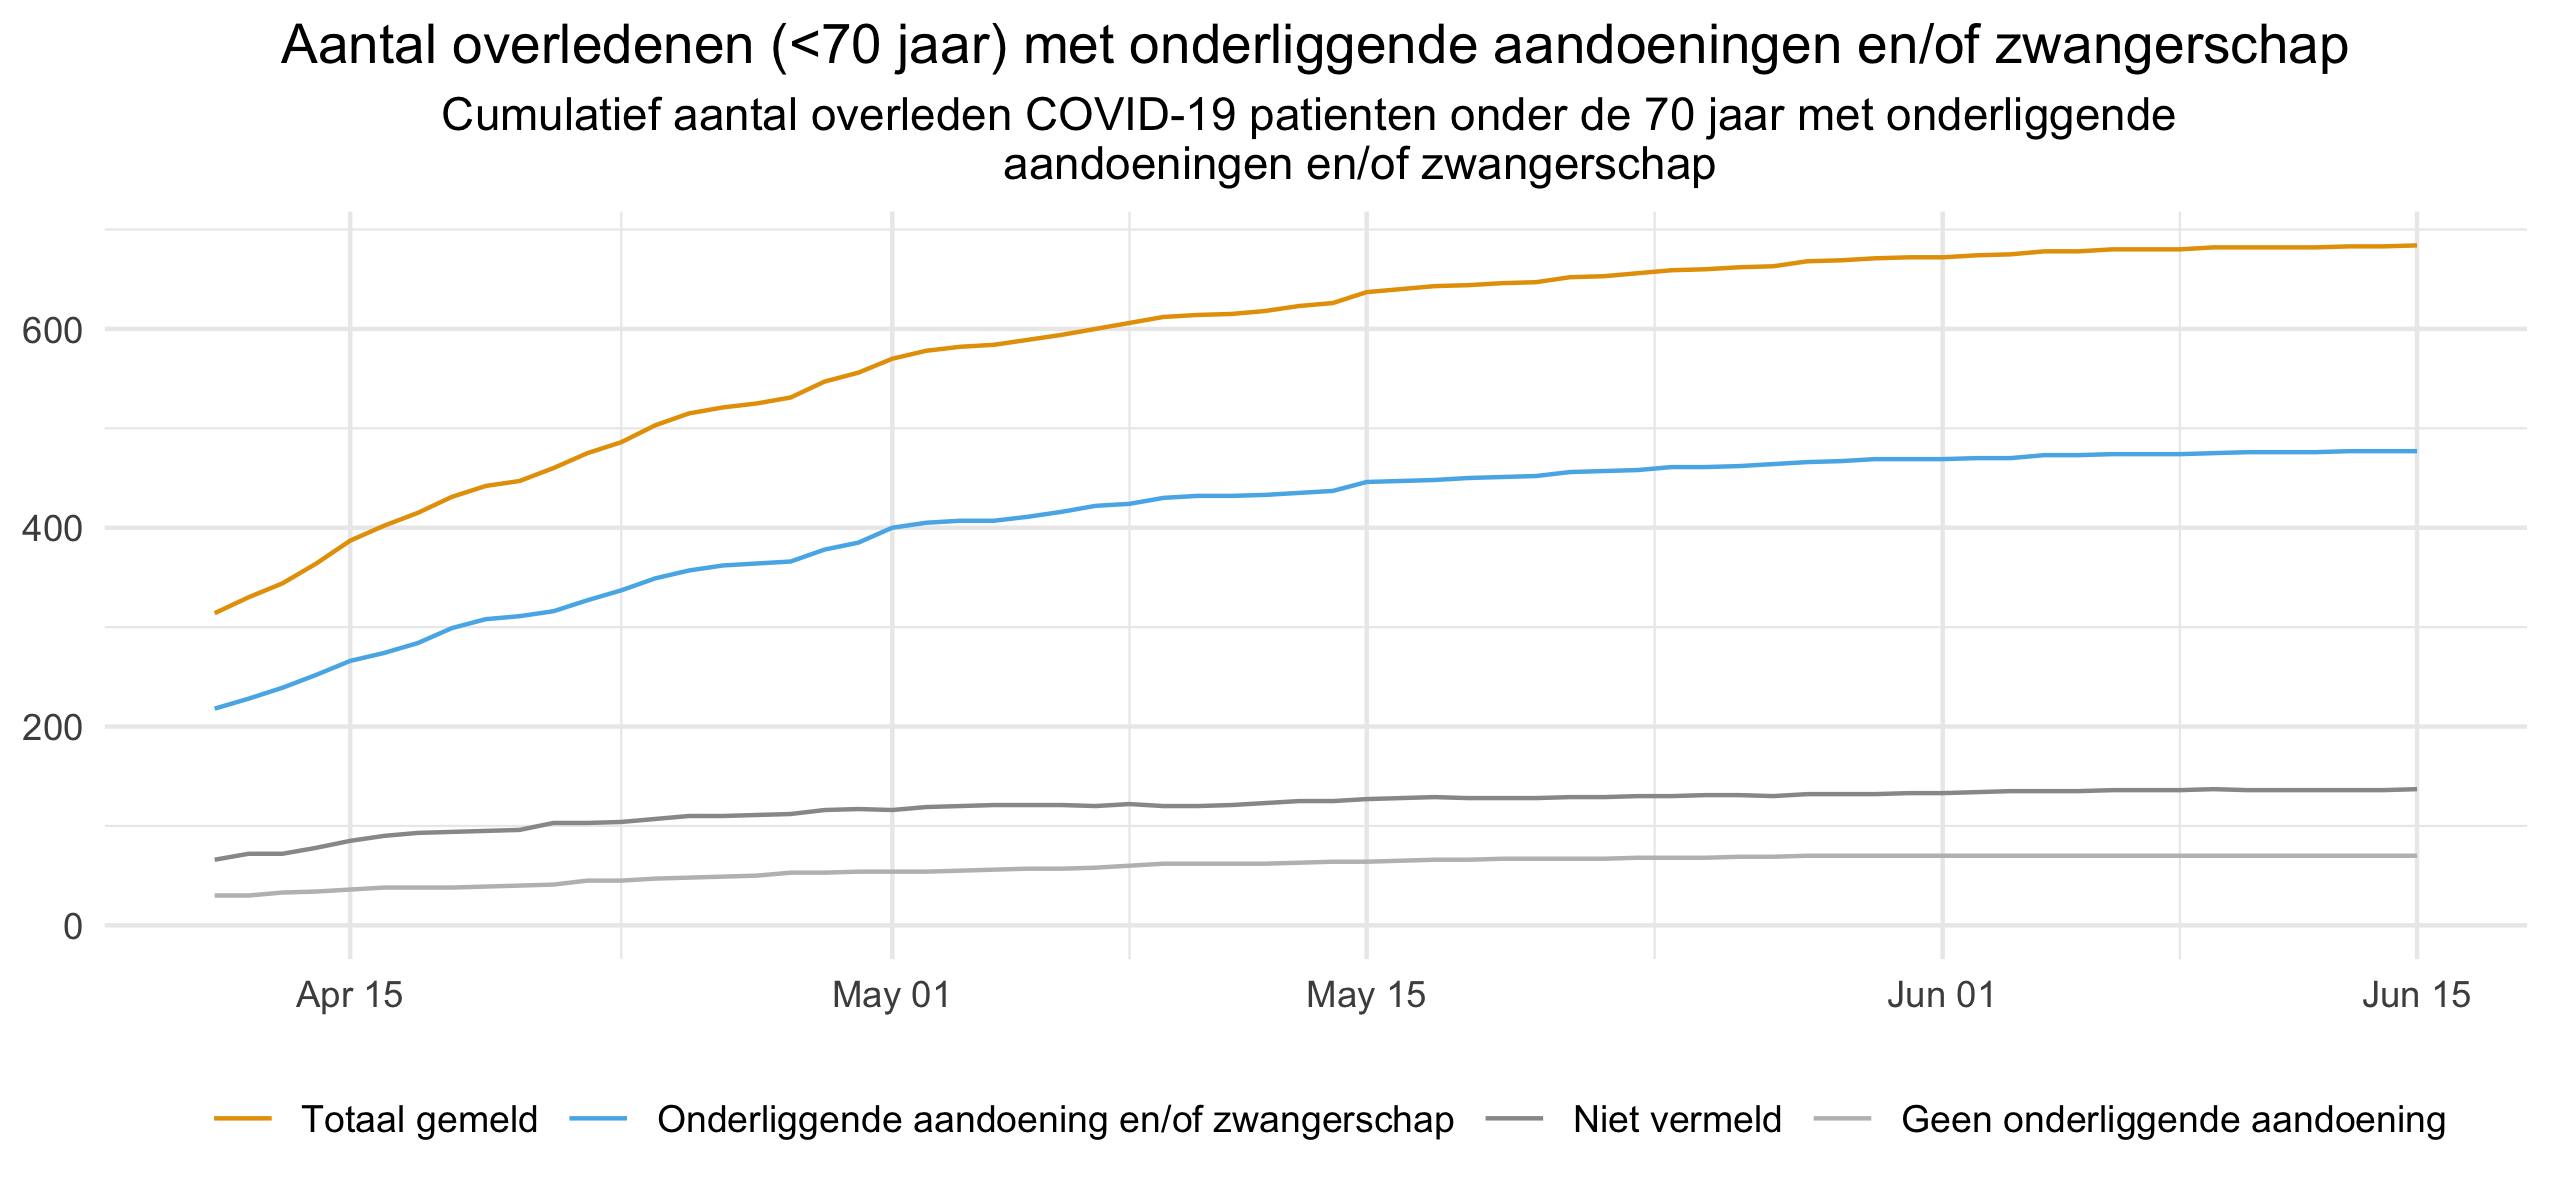 Aantal overledenen (<70 jaar) met onderliggende aandoeningen en/of zwangerschap
Cumulatief aantal overleden COVID-19 patienten onder de 70 jaar met onderliggende
aandoeningen en/of zwangerschap
600
400
200
0
Apr 15 May 01 May 15 Jun 01 Jun 15
Totaal gemeld Onderliggende aandoening en/of zwangerschap Niet vermeld Geen onderliggende aandoening